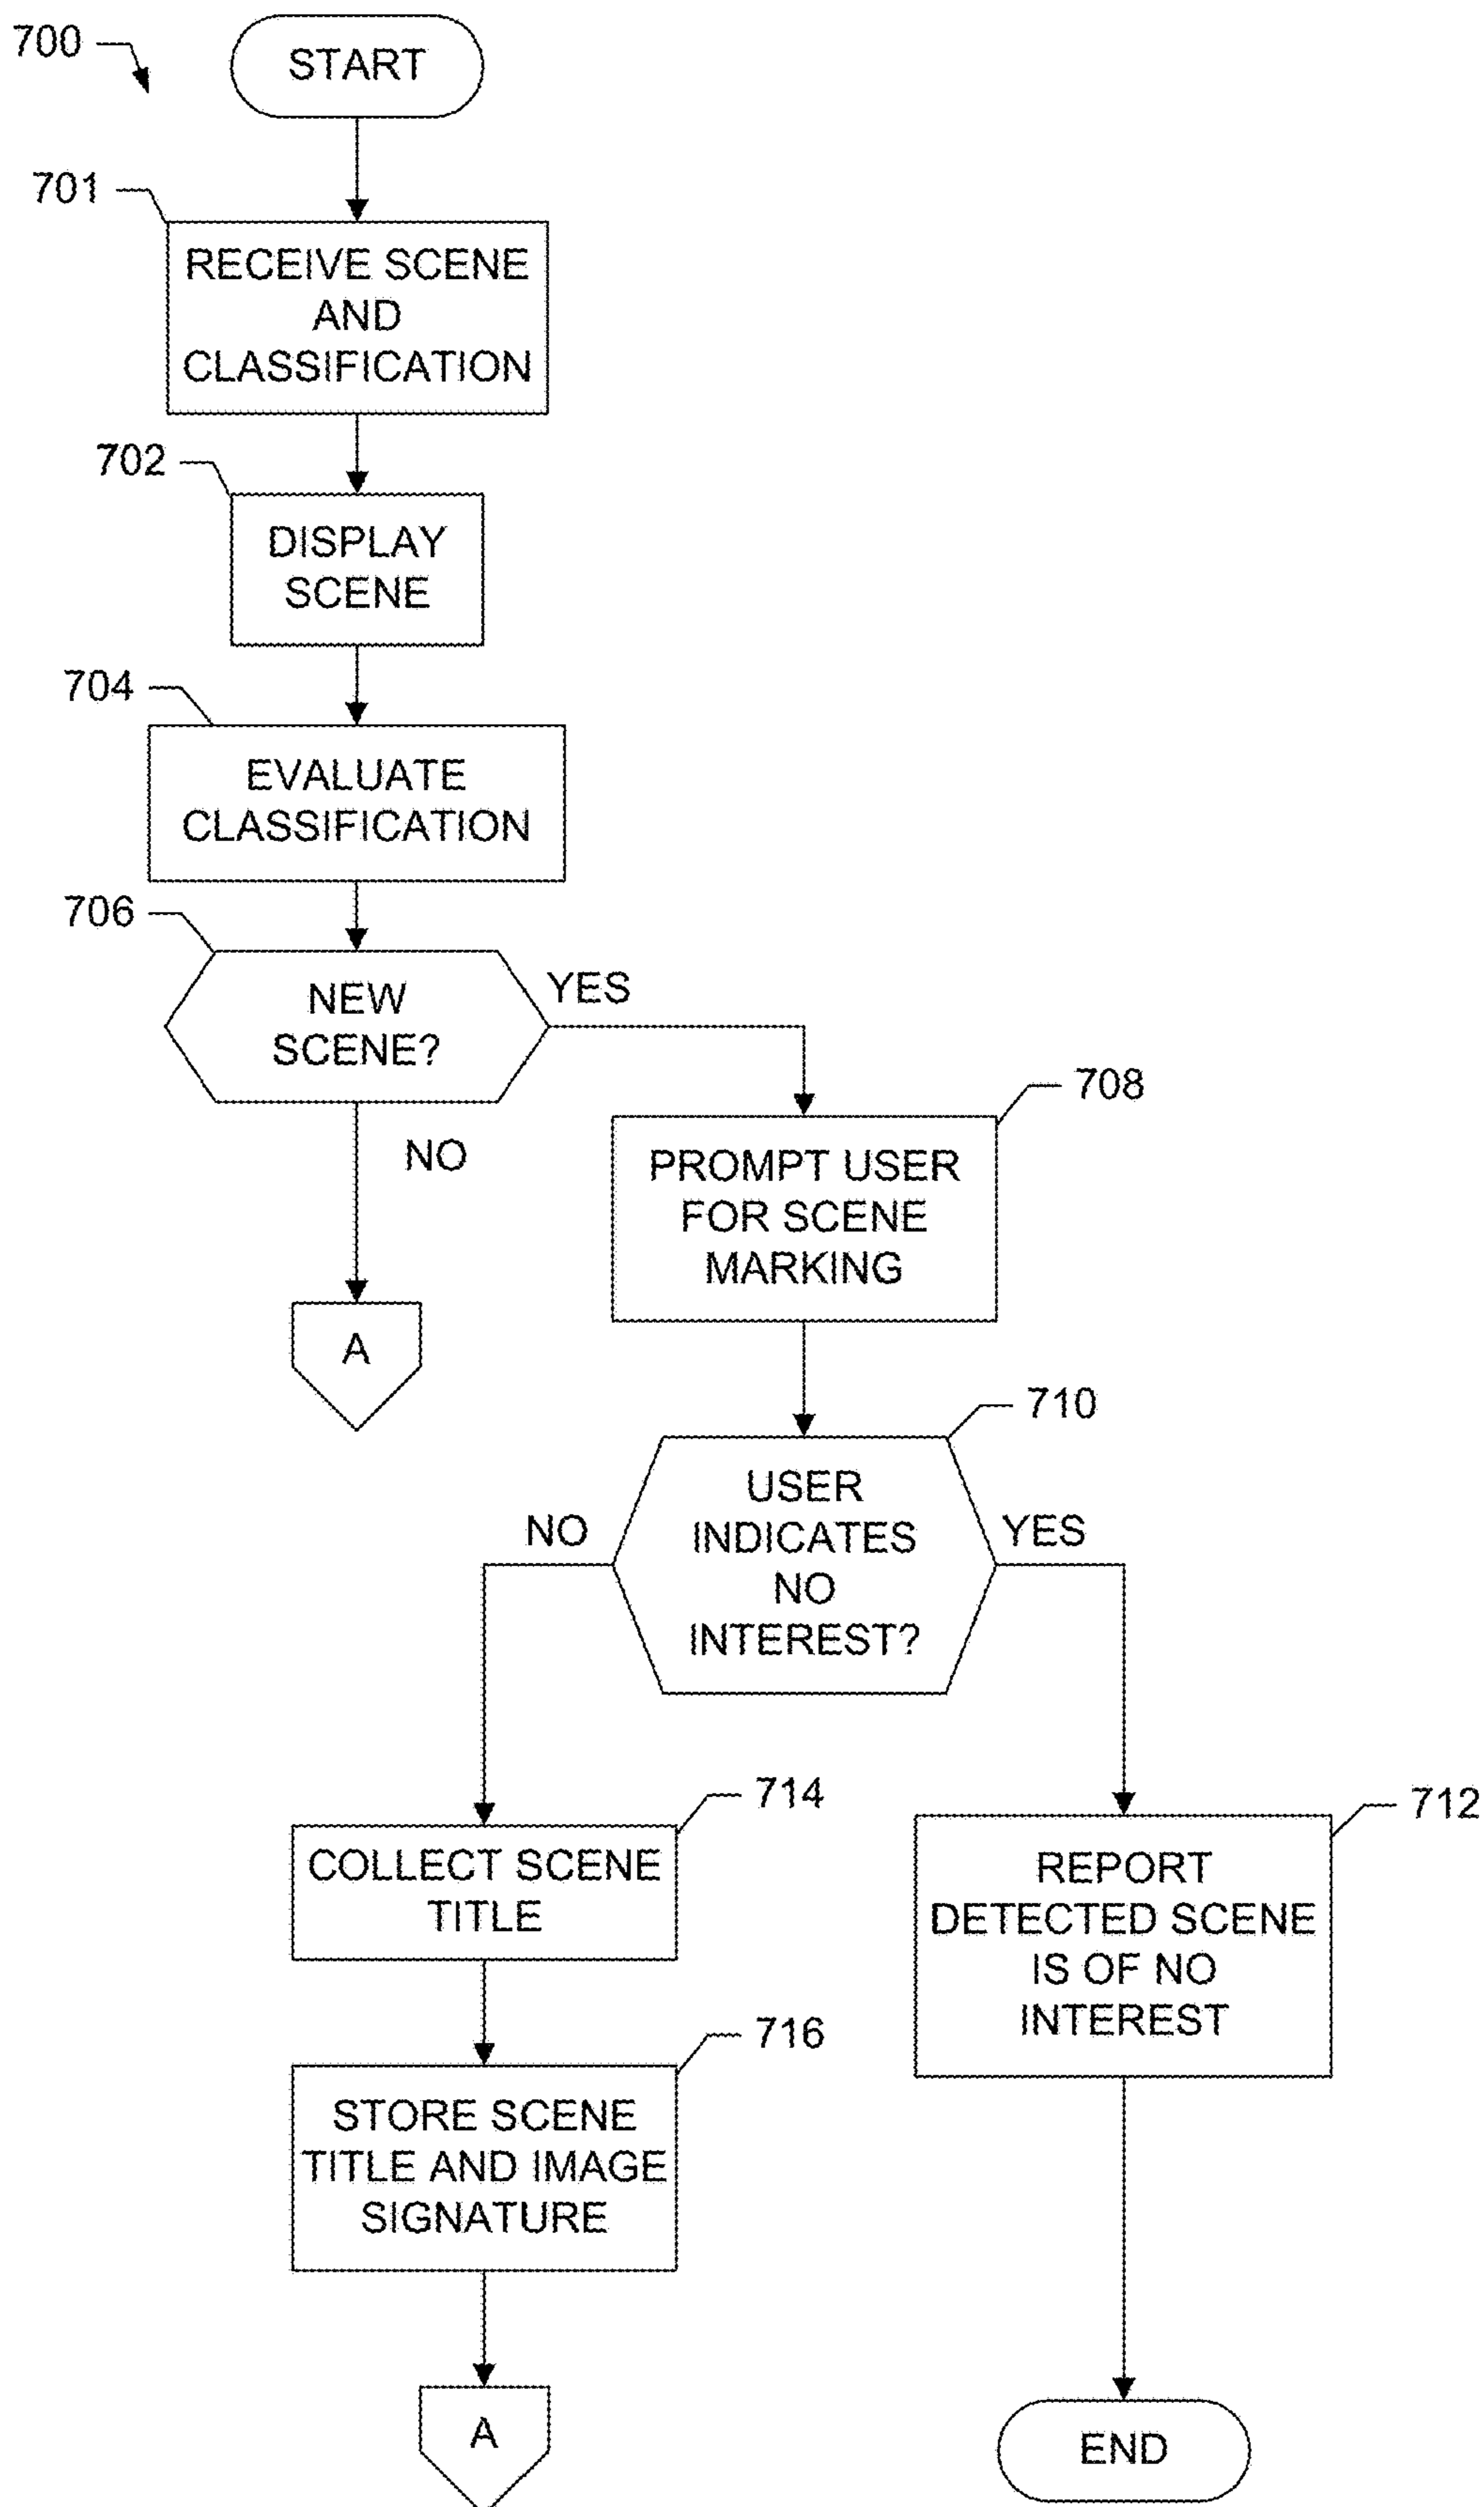 700
START
701
RECEIVE SCENE
AND
CLASSIFICATION
702
DISPLAY
SCENE
704
EVALUATE
CLASSIFICATION
706
NEW
SCENE?
YES
NO
708
PROMPT USER
FOR SCENE
MARKING
A
710
USER
INDICATES
NO
INTEREST?
NO
YES
714
COLLECT SCENE
TITLE
712
REPORT
DETECTED SCENE
IS OF NO
INTEREST
716
STORE SCENE
TITLE AND IMAGE
SIGNATURE
A
END